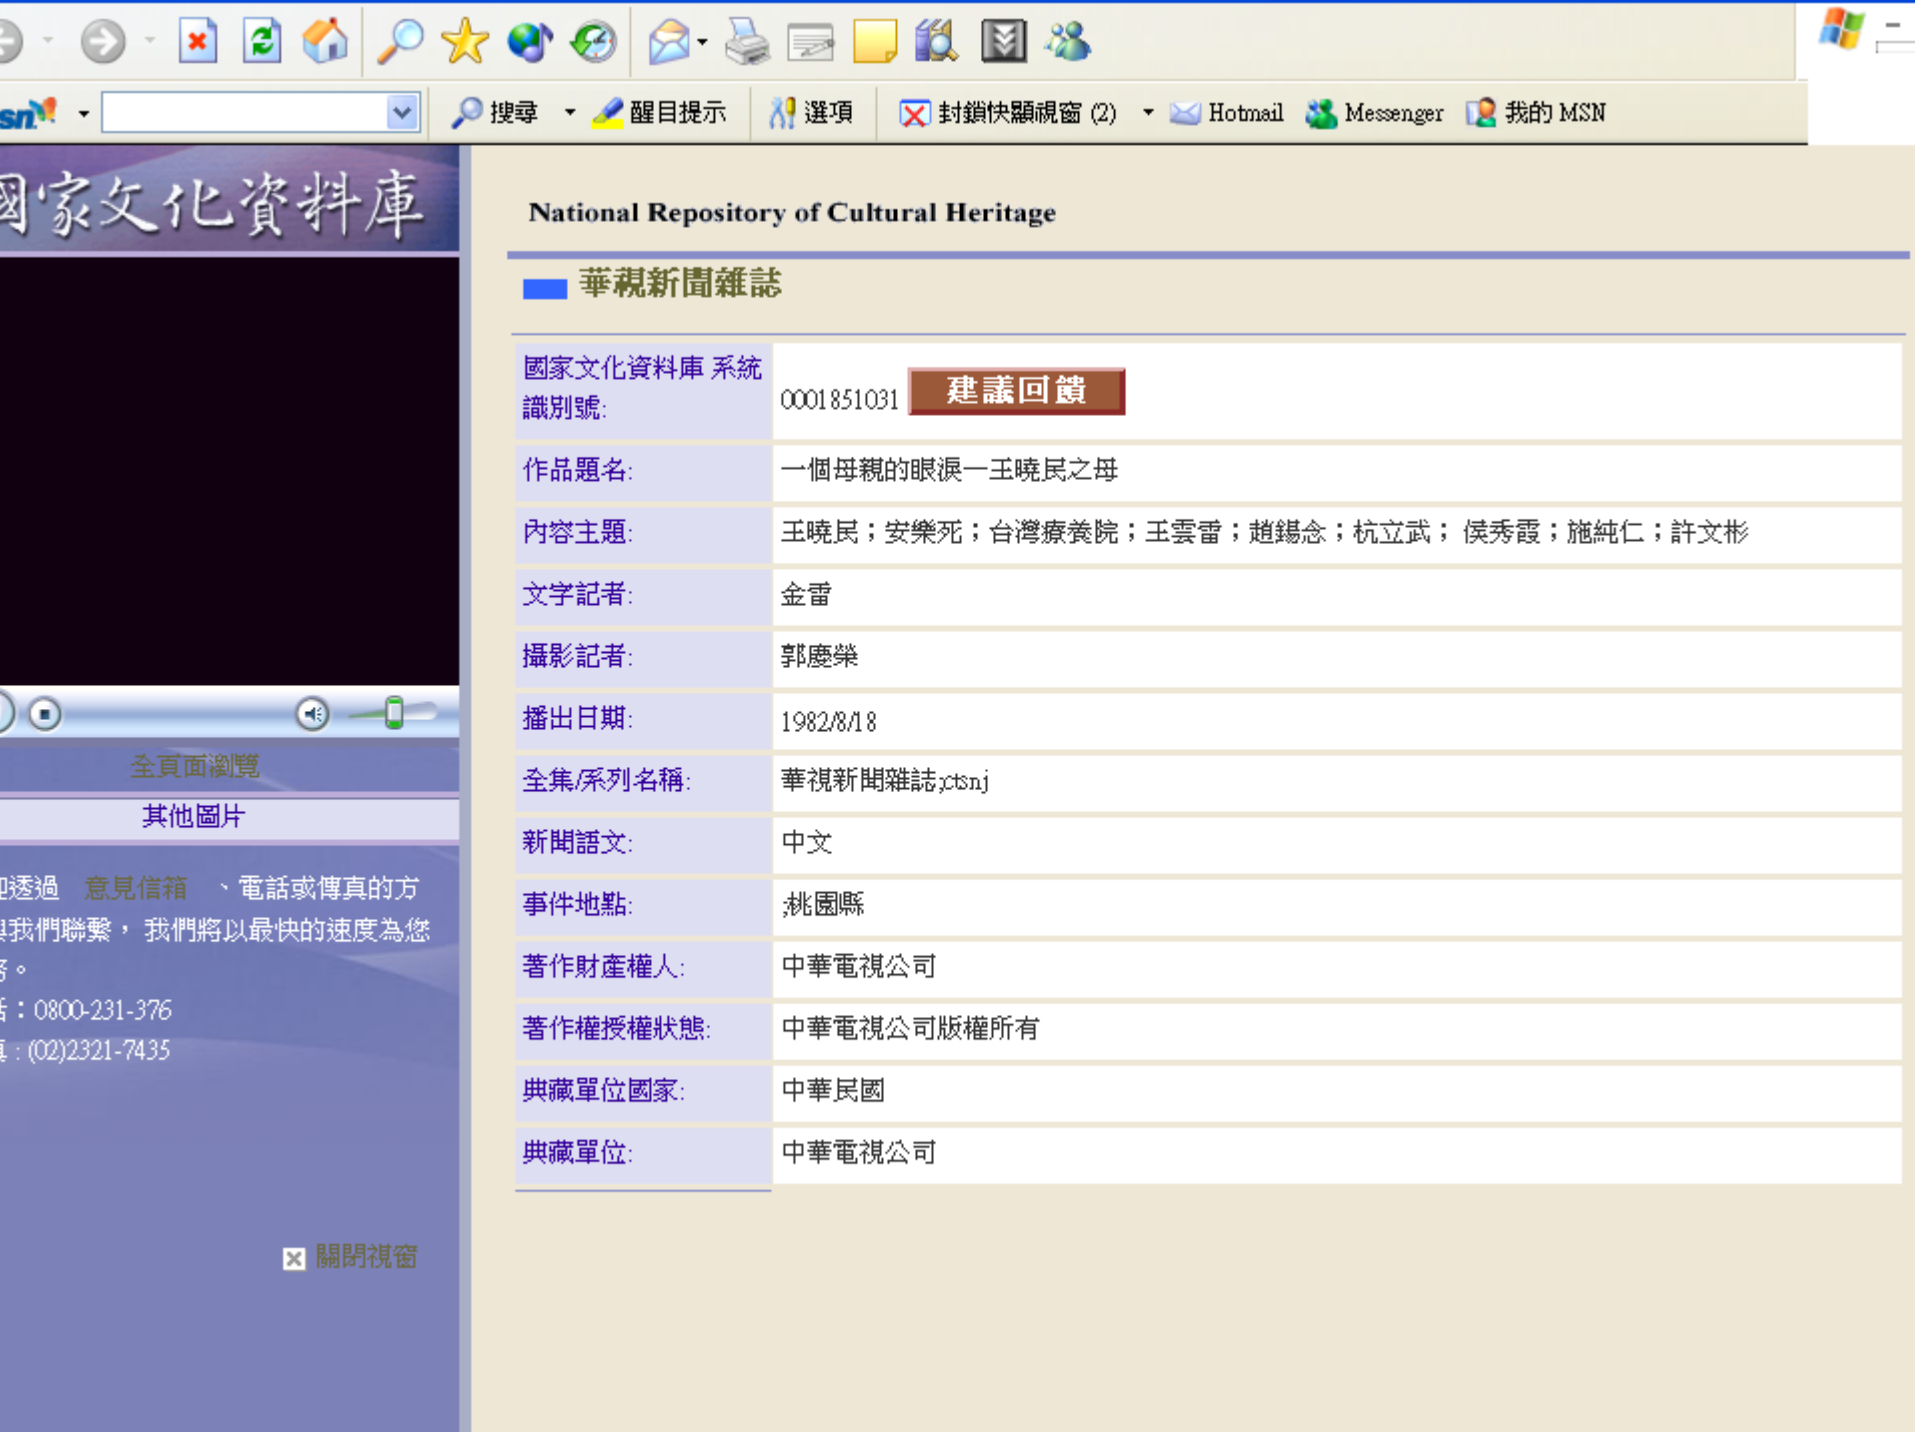 搜尋 醒目提示 選項 封鎖快顯視窗 (2) Hotmail Messenger 我的 MSN
國家文化資料庫
National Repository of Cultural Heritage
華視新聞雜誌
國家文化資料庫 系統識別號: 0001851031 建議回饋
作品題名: 一個母親的眼淚—王曉民之母
內容主題: 王曉民；安樂死；台灣療養院；王雲雷；趙錫念；杭立武； 侯秀霞；施純仁；許文彬
文字記者: 金雷
攝影記者: 郭慶榮
播出日期: 1982/8/18
全集/系列名稱: 華視新聞雜誌;ctsnj
新聞語文: 中文
事件地點: ;桃園縣
著作財產權人: 中華電視公司
著作權授權狀態: 中華電視公司版權所有
典藏單位國家: 中華民國
典藏單位: 中華電視公司
全頁面瀏覽
其他圖片
透過 意見信箱 、電話或傳真的方
我們聯繫， 我們將以最快的速度為您
。
：0800-231-376
: (02)2321-7435
關閉視窗